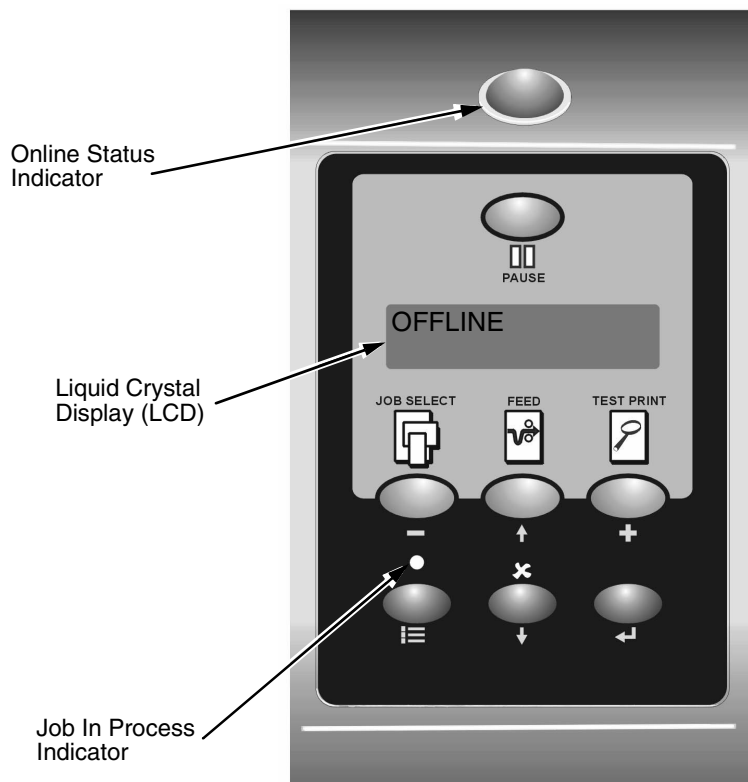 Online Status
Indicator
PAUSE
OFFLINE
Liquid Crystal
Display (LCD)
JOB SELECT
FEED
TEST PRINT
Job In Process
Indicator